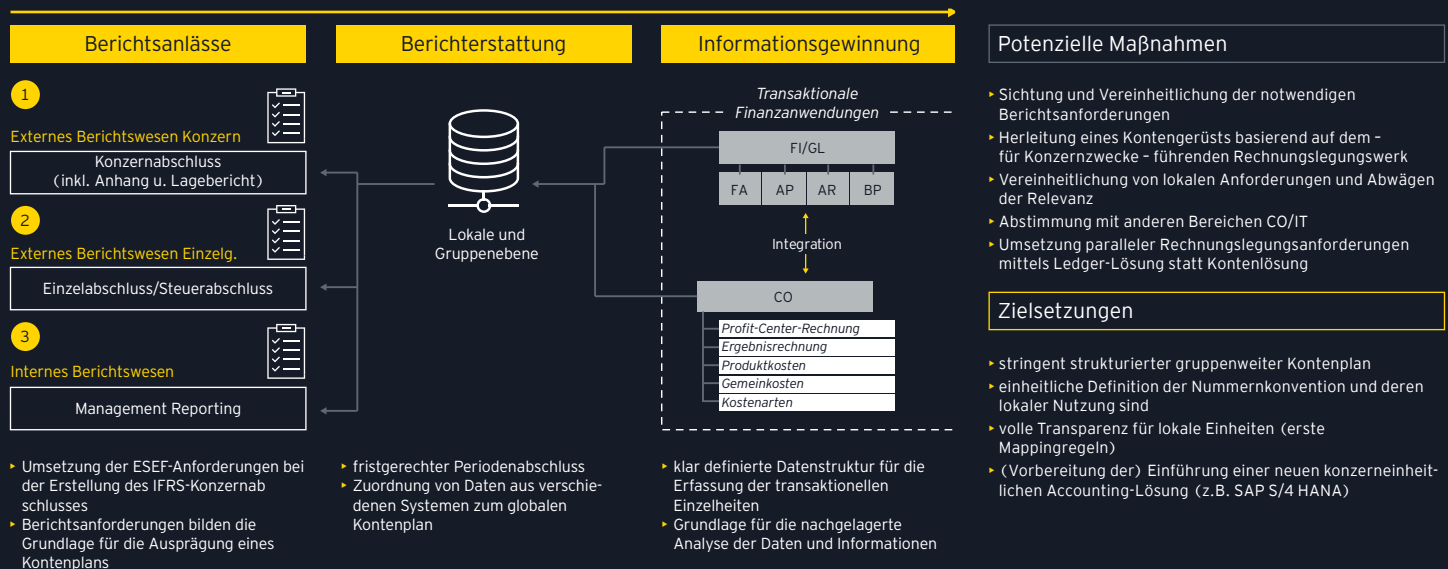 Berichtsanlässe
1
Externes Berichtswesen Konzern
Konzernabschluss
(inkl. Anhang u. Lagebericht)
2
Externes Berichtswesen Einzelg.
Einzelabschluss/Steuerabschluss
3
Internes Berichtswesen
Management Reporting
‣ Umsetzung der ESEF-Anforderungen bei
der Erstellung des IFRS-Konzernab
schlusses
‣ Berichtsanforderungen bilden die
Grundlage für die Ausprägung eines
Kontenplans
Berichterstattung
Lokale und
Gruppenebene
‣ fristgerechter Periodenabschluss
‣ Zuordnung von Daten aus verschie-
denen Systemen zum globalen
Kontenplan
Informationsgewinnung
Transaktionale
Finanzanwendungen
FI/GL
FA AP AR BP
Integration
CO
Profit-Center-Rechnung
Ergebnisrechnung
Produktkosten
Gemeinkosten
Kostenarten
‣ klar definierte Datenstruktur für die
Erfassung der transaktionellen
Einzelheiten
‣ Grundlage für die nachgelagerte
Analyse der Daten und Informationen
Potenzielle Maßnahmen
‣ Sichtung und Vereinheitlichung der notwendigen
Berichtsanforderungen
‣ Herleitung eines Kontengerüsts basierend auf dem –
für Konzernzwecke – führenden Rechnungslegungswerk
‣ Vereinheitlichung von lokalen Anforderungen und Abwägen
der Relevanz
‣ Abstimmung mit anderen Bereichen CO/IT
‣ Umsetzung paralleler Rechnungslegungsanforderungen
mittels Ledger-Lösung statt Kontenlösung
Zielsetzungen
‣ stringent strukturierter gruppenweiter Kontenplan
‣ einheitliche Definition der Nummernkonvention und deren
lokaler Nutzung sind
‣ volle Transparenz für lokale Einheiten (erste
Mappingregeln)
‣ (Vorbereitung der) Einführung einer neuen konzerneinheit-
lichen Accounting-Lösung (z.B. SAP S/4 HANA)